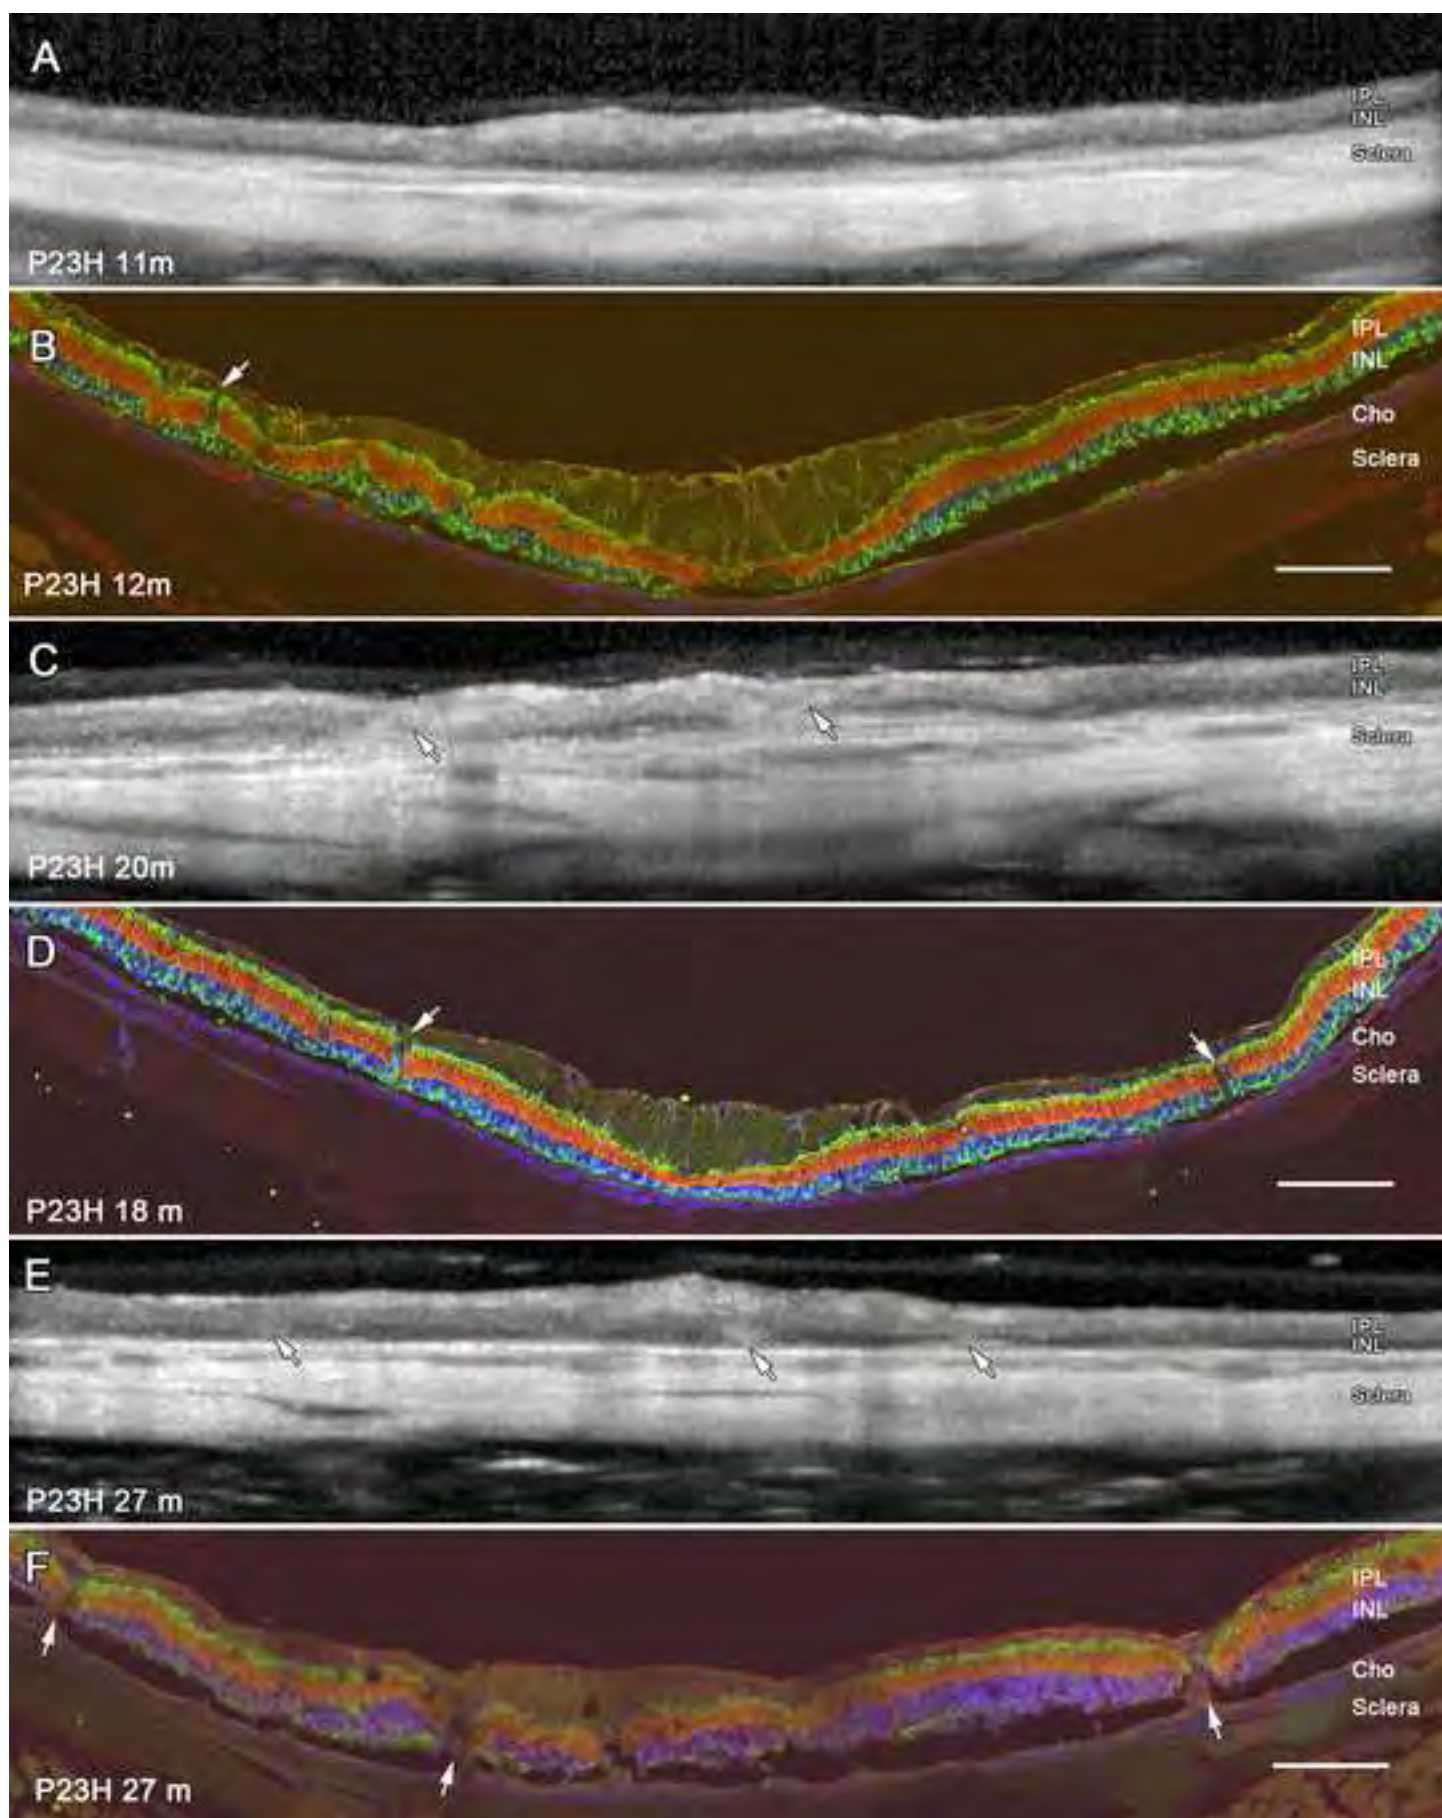 A
IPL
INL
Sclera
P23H 11m
B
IPL
INL
Cho
Sclera
P23H 12m
C
IPL
INL
Sclera
P23H 20m
D
IPL
INL
Cho
Sclera
P23H 18 m
E
IPL
INL
Sclera
P23H 27 m
F
IPL
INL
Cho
Sclera
P23H 27 m